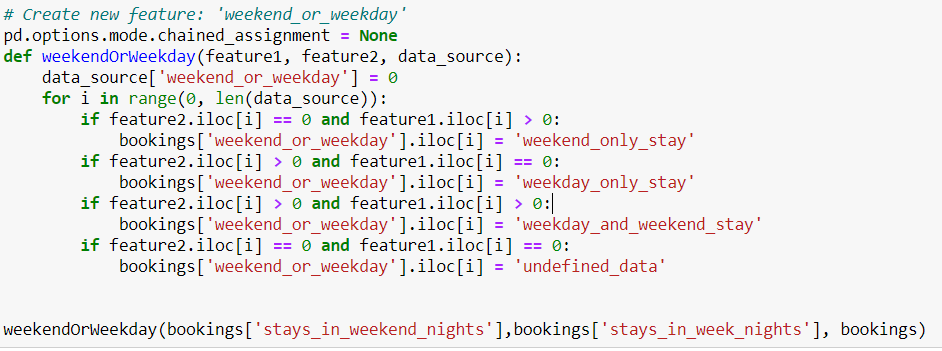 # Create new feature: 'weekend_or_weekday'
pd.options.mode.chained_assignment = None
def weekendOrWeekday(feature1, feature2, data_source):
    data_source['weekend_or_weekday'] = 0
    for i in range(0, len(data_source)):
        if feature2.iloc[i] == 0 and feature1.iloc[i] > 0:
            bookings['weekend_or_weekday'].iloc[i] = 'weekend_only_stay'
        if feature2.iloc[i] > 0 and feature1.iloc[i] == 0:
            bookings['weekend_or_weekday'].iloc[i] = 'weekday_only_stay'
        if feature2.iloc[i] > 0 and feature1.iloc[i] > 0:
            bookings['weekend_or_weekday'].iloc[i] = 'weekday_and_weekend_stay'
        if feature2.iloc[i] == 0 and feature1.iloc[i] == 0:
            bookings['weekend_or_weekday'].iloc[i] = 'undefined_data'
weekendOrWeekday(bookings['stays_in_weekend_nights'],bookings['stays_in_week_nights'], bookings)